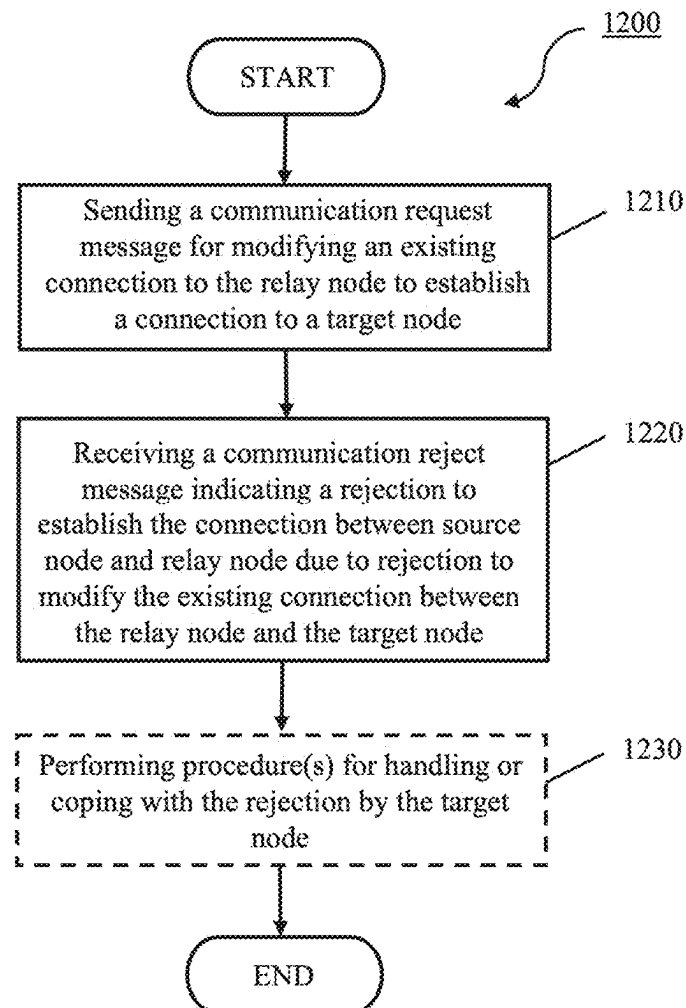 1200
START
1210
Sending a communication request
message for modifying an existing
connection to the relay node to establish
a connection to a target node
1220
Receiving a communication reject
message indicating a rejection to
establish the connection between source
node and relay node due to rejection to
modify the existing connection between
the relay node and the target node
1230
Performing procedure(s) for handling or
coping with the rejection by the target
node
END